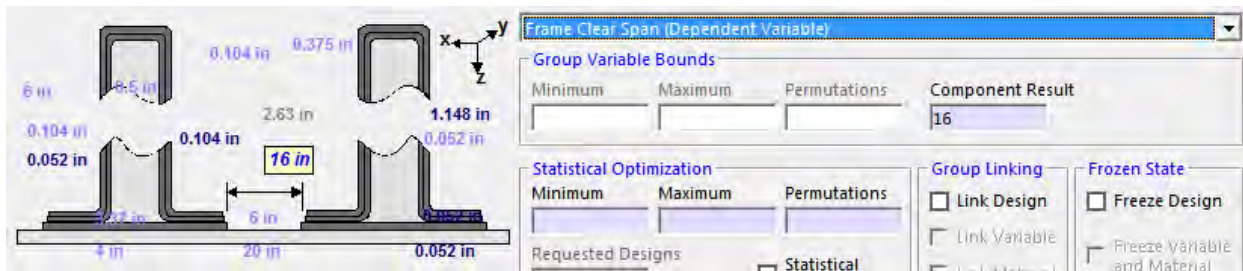 y
Frame Clear Span (Dependent Variable)
x
0.375 in
0.104 in
z
Group Variable Bounds
6 in
0.5 in
Minimum Maximum Permutations Component Result
2.63 in
1.148 in
16
0.104 in
0.104 in
0.052 in
0.052 in
16 in
Statistical Optimization
Group Linking
Frozen State
Minimum Maximum Permutations
Link Design
Freeze Design
6 in
Link Variable
Freeze Variable
and Material
4 in
20 in
0.052 in
Requested Designs
Statistical